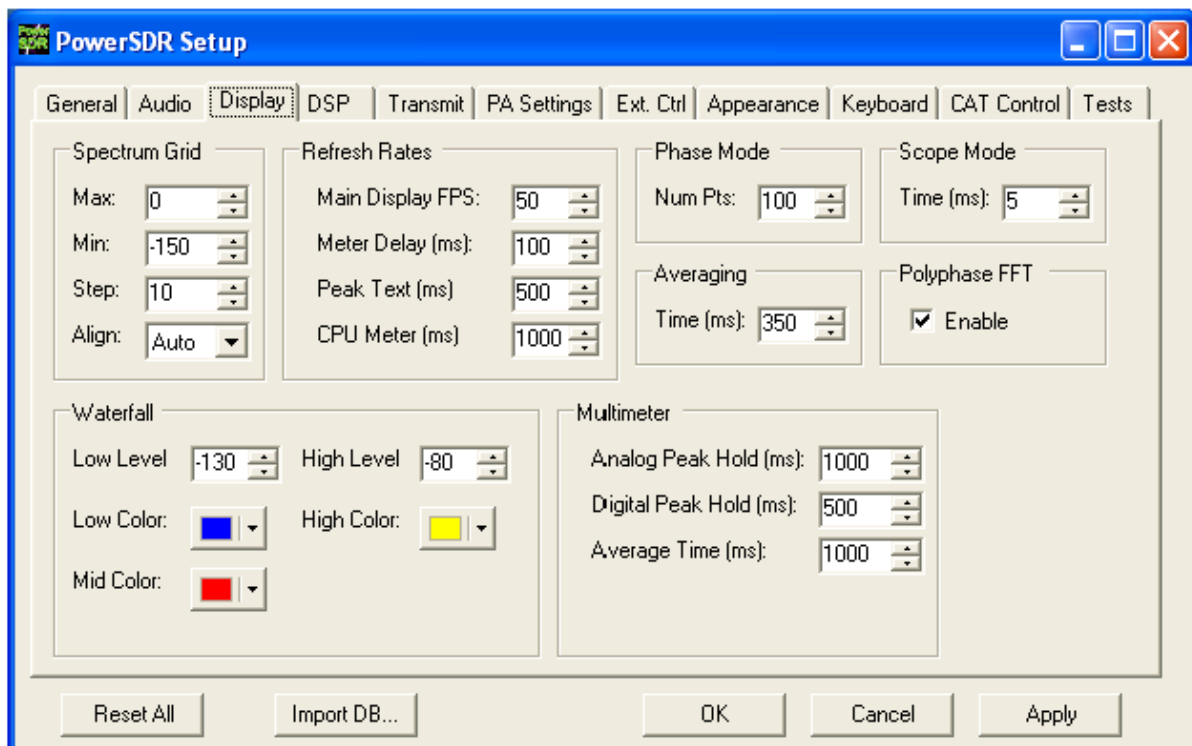 Power SDR PowerSDR Setup
General Audio Display DSP Transmit PA Settings Ext. Ctrl Appearance Keyboard CAT Control Tests
Spectrum Grid
Max: 0
Min: -150
Step: 10
Align: Auto
Refresh Rates
Main Display FPS: 50
Meter Delay (ms): 100
Peak Text (ms) 500
CPU Meter (ms) 1000
Phase Mode
Num Pts: 100
Scope Mode
Time (ms): 5
Averaging
Time (ms): 350
Polyphase FFT
Enable
Waterfall
Low Level -130 High Level -80
Low Color: High Color:
Mid Color:
Multimeter
Analog Peak Hold (ms): 1000
Digital Peak Hold (ms): 500
Average Time (ms): 1000
Reset All Import DB... OK Cancel Apply